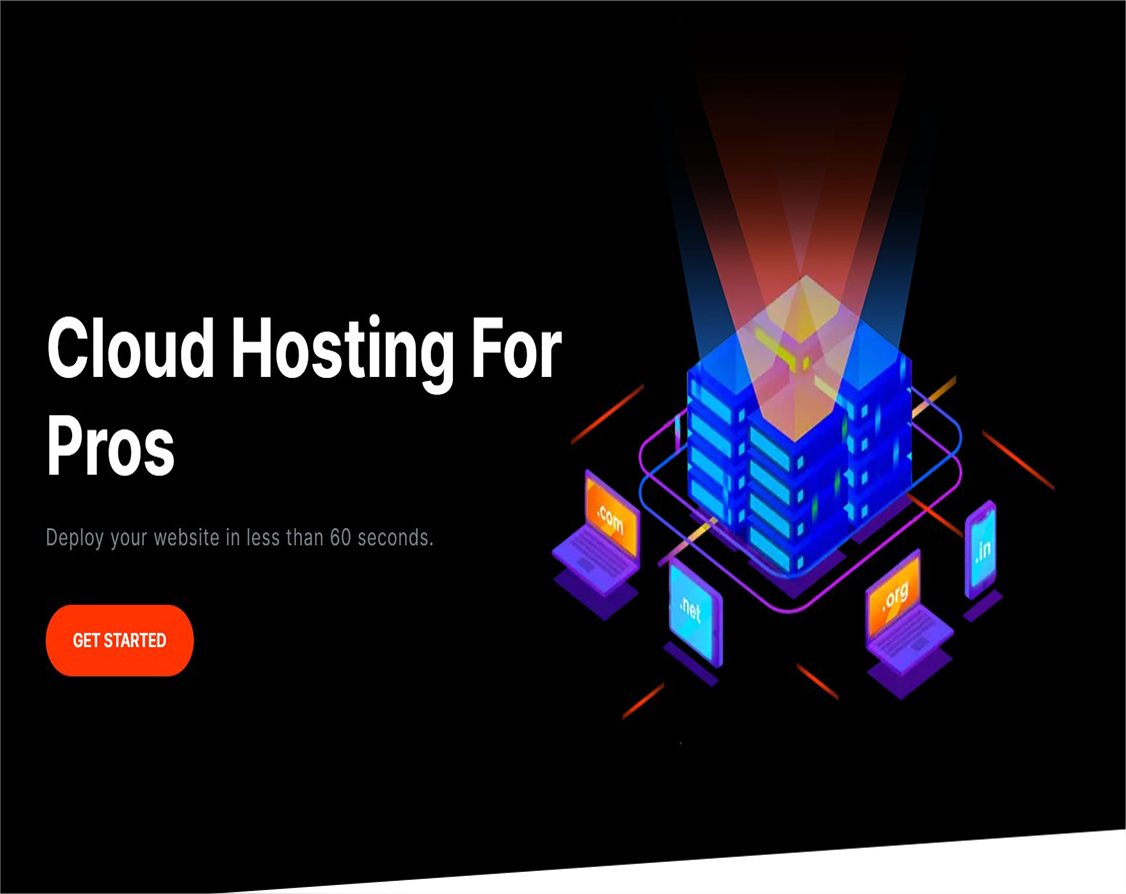 Cloud Hosting For
Pros
Deploy your website in less than 60 seconds.
GET STARTED
.com
.net
.org
.in